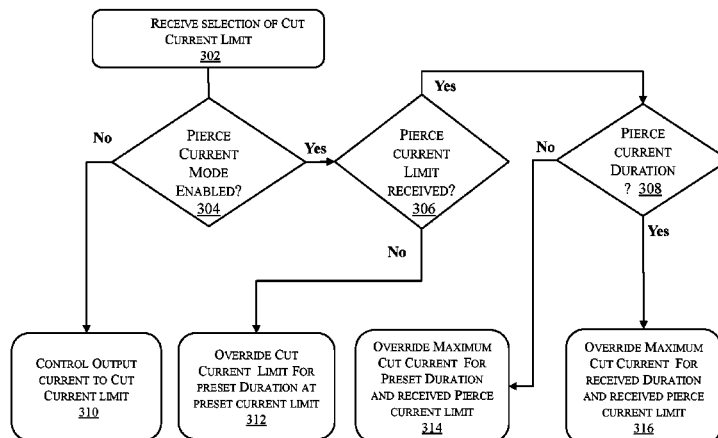 RECEIVE SELECTION OF CUT
CURRENT LIMIT
302
No
PIERCE
CURRENT
MODE
ENABLED?
304
Yes
PIERCE
CURRENT
LIMIT
RECEIVED?
306
Yes
No
No
PIERCE
CURRENT
DURATION
? 308
Yes
CONTROL OUTPUT
CURRENT TO CUT
CURRENT LIMIT
310
OVERRIDE CUT
CURRENT LIMIT FOR
PRESET DURATION AT
PRESET CURRENT LIMIT
312
OVERRIDE MAXIMUM
CUT CURRENT FOR
PRESET DURATION
AND RECEIVED PIERCE
CURRENT LIMIT
314
OVERRIDE MAXIMUM
CUT CURRENT FOR
RECEIVED DURATION
AND RECEIVED PIERCE
CURRENT LIMIT
316